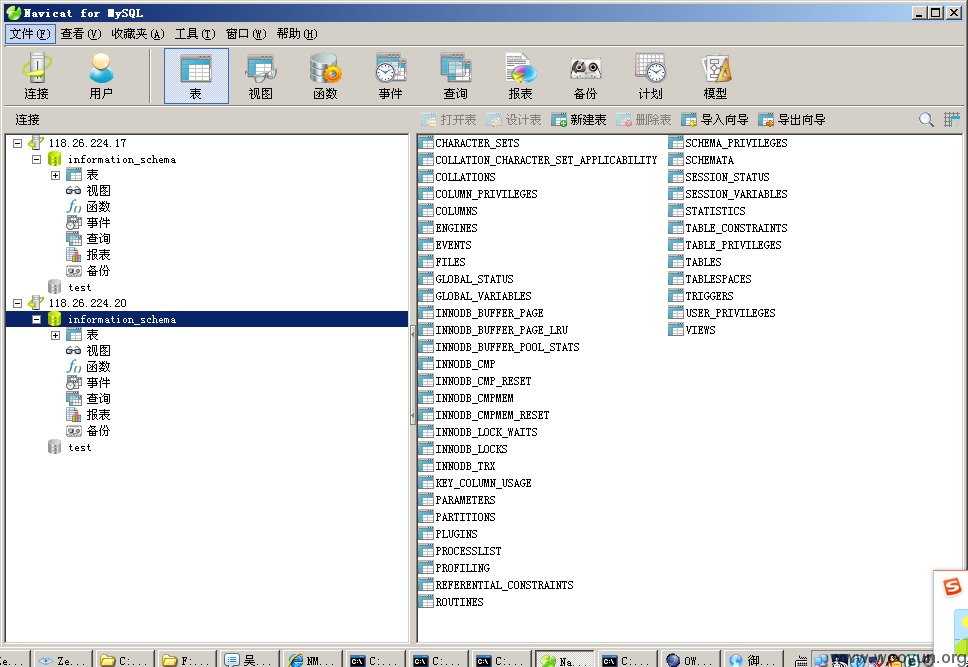 Navicat for MySQL
文件(F) 查看(V) 收藏夹(A) 工具(T) 窗口(W) 帮助(H)
连接 用户 表 视图 函数 事件 查询 报表 备份 计划 模型
连接 打开表 设计表 新建表 删除表 导入向导 导出向导
118.26.224.17
information_schema
表
视图
函数
事件
查询
报表
备份
test
118.26.224.20
information_schema
表
视图
函数
事件
查询
报表
备份
test
CHARACTER_SETS
COLLATION_CHARACTER_SET_APPLICABILITY
COLLATIONS
COLUMN_PRIVILEGES
COLUMNS
ENGINES
EVENTS
FILES
GLOBAL_STATUS
GLOBAL_VARIABLES
INNODB_BUFFER_PAGE
INNODB_BUFFER_PAGE_LRU
INNODB_BUFFER_POOL_STATS
INNODB_CMP
INNODB_CMP_RESET
INNODB_CMPMEM
INNODB_CMPMEM_RESET
INNODB_LOCK_WAITS
INNODB_LOCKS
INNODB_TRX
KEY_COLUMN_USAGE
PARAMETERS
PARTITIONS
PLUGINS
PROCESSLIST
PROFILING
REFERENTIAL_CONSTRAINTS
ROUTINES
SCHEMA_PRIVILEGES
SCHEMATA
SESSION_STATUS
SESSION_VARIABLES
STATISTICS
TABLE_CONSTRAINTS
TABLE_PRIVILEGES
TABLES
TABLESPACES
TRIGGERS
USER_PRIVILEGES
VIEWS
Ze... C:... F:... 吴... NM... C:... C:... C:... Na... C:... OW... 御...
www.wooyun.org